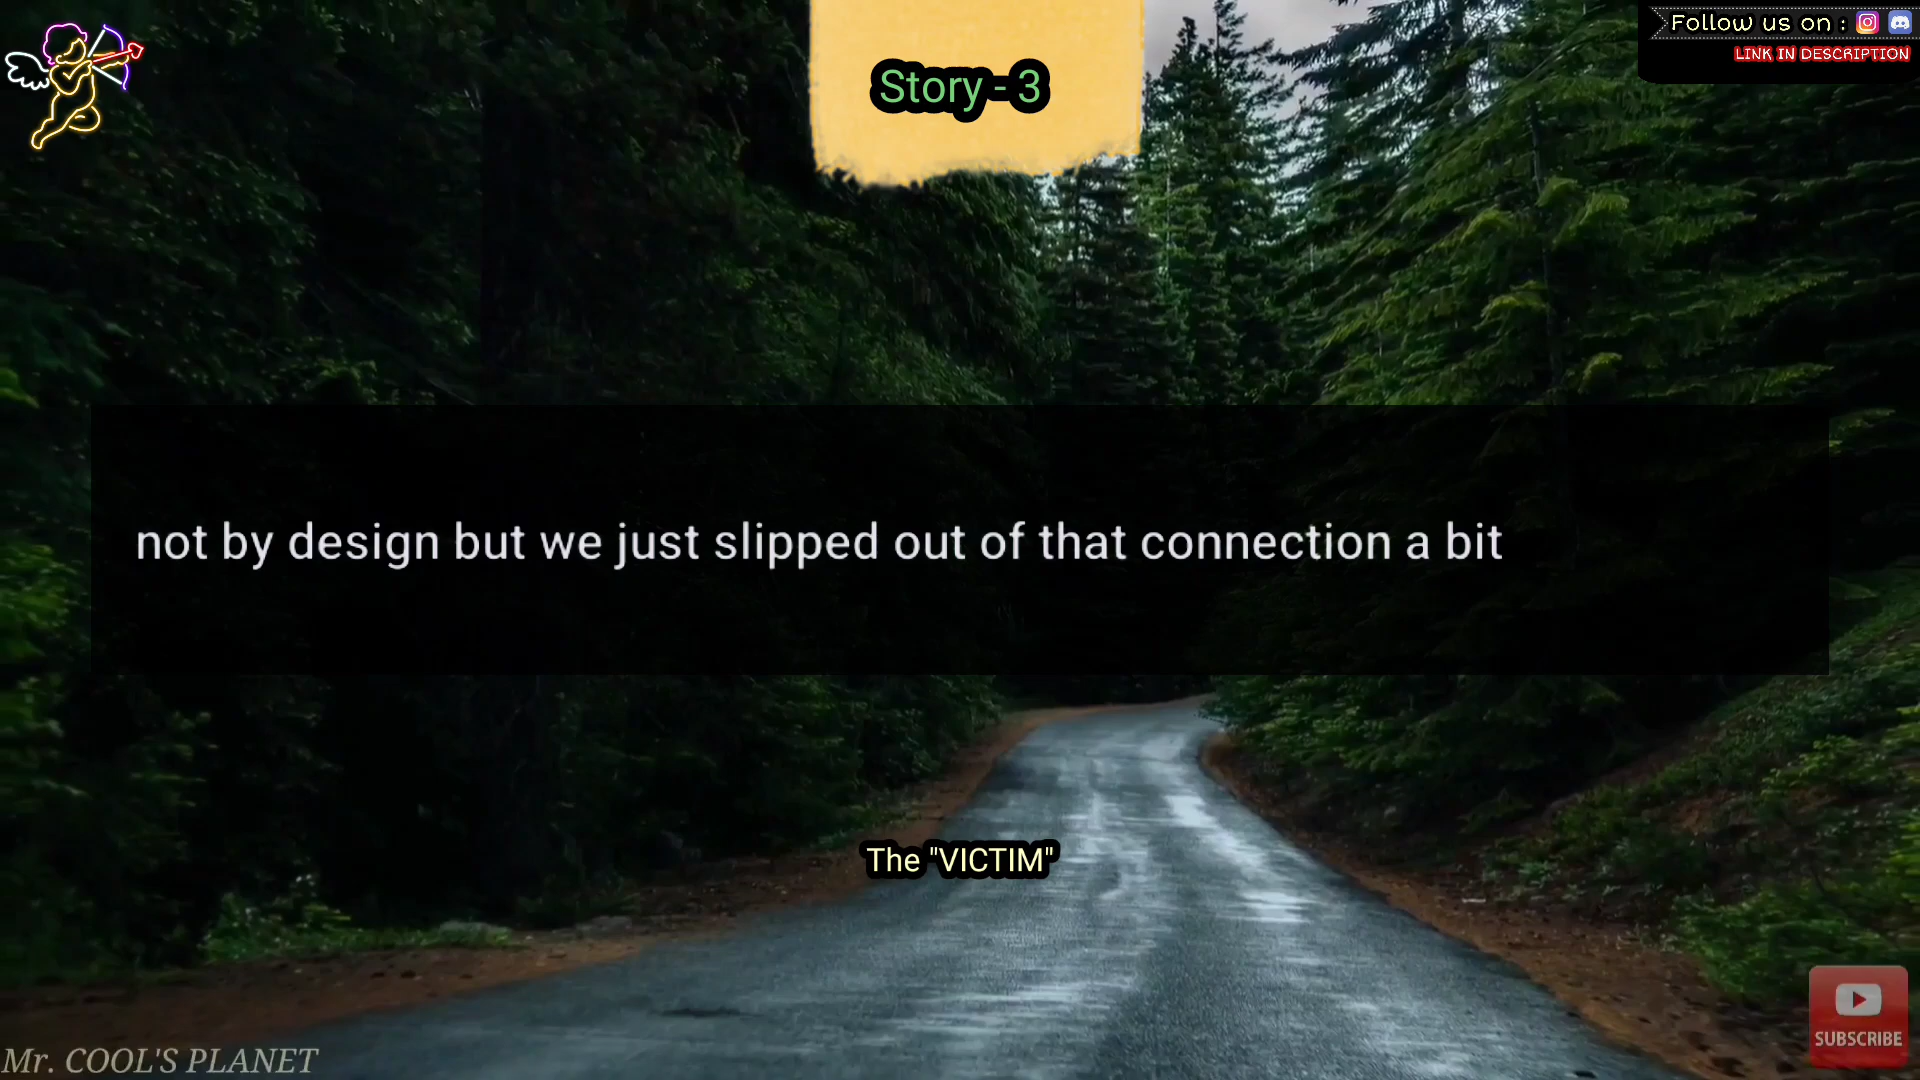 Follow us on :
LINK IN DESCRIPTION
Story - 3
not by design but we just slipped out of that connection a bit
The "VICTIM"
SUBSCRIBE
Mr. COOL'S PLANET